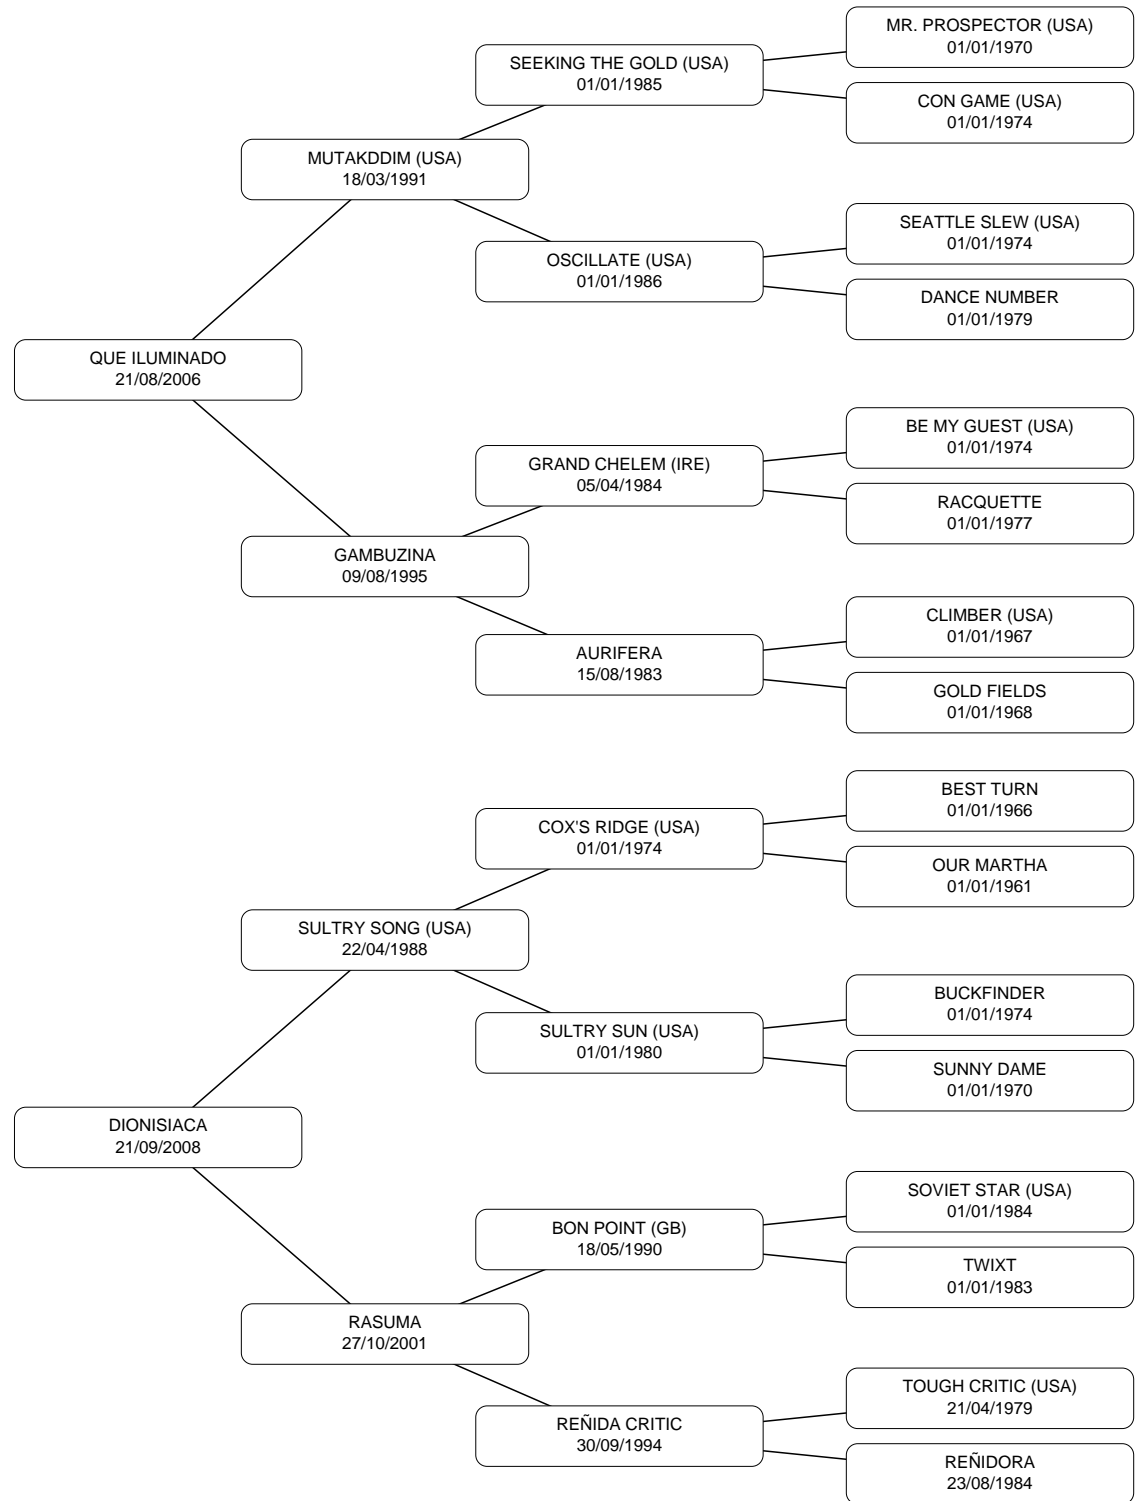 MR. PROSPECTOR (USA)
01/01/1970
SEEKING THE GOLD (USA)
01/01/1985
CON GAME (USA)
01/01/1974
MUTAKDDIM (USA)
18/03/1991
SEATTLE SLEW (USA)
01/01/1974
OSCILLATE (USA)
01/01/1986
DANCE NUMBER
01/01/1979
QUE ILUMINADO
21/08/2006
BE MY GUEST (USA)
01/01/1974
GRAND CHELEM (IRE)
05/04/1984
RACQUETTE
01/01/1977
GAMBUZINA
09/08/1995
CLIMBER (USA)
01/01/1967
AURIFERA
15/08/1983
GOLD FIELDS
01/01/1968
BEST TURN
01/01/1966
COX'S RIDGE (USA)
01/01/1974
OUR MARTHA
01/01/1961
SULTRY SONG (USA)
22/04/1988
BUCKFINDER
01/01/1974
SULTRY SUN (USA)
01/01/1980
SUNNY DAME
01/01/1970
DIONISIACA
21/09/2008
SOVIET STAR (USA)
01/01/1984
BON POINT (GB)
18/05/1990
TWIXT
01/01/1983
RASUMA
27/10/2001
TOUGH CRITIC (USA)
21/04/1979
REÑIDA CRITIC
30/09/1994
REÑIDORA
23/08/1984